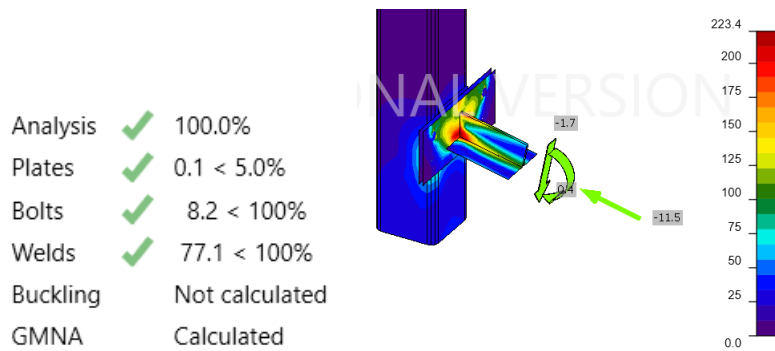 Analysis 100.0%
Plates 0.1 < 5.0%
Bolts 8.2 < 100%
Welds 77.1 < 100%
Buckling Not calculated
GMNA Calculated
ONAL VERSION
-1.7
0.4
-11.5
223.4
200
175
150
125
100
75
50
25
0.0